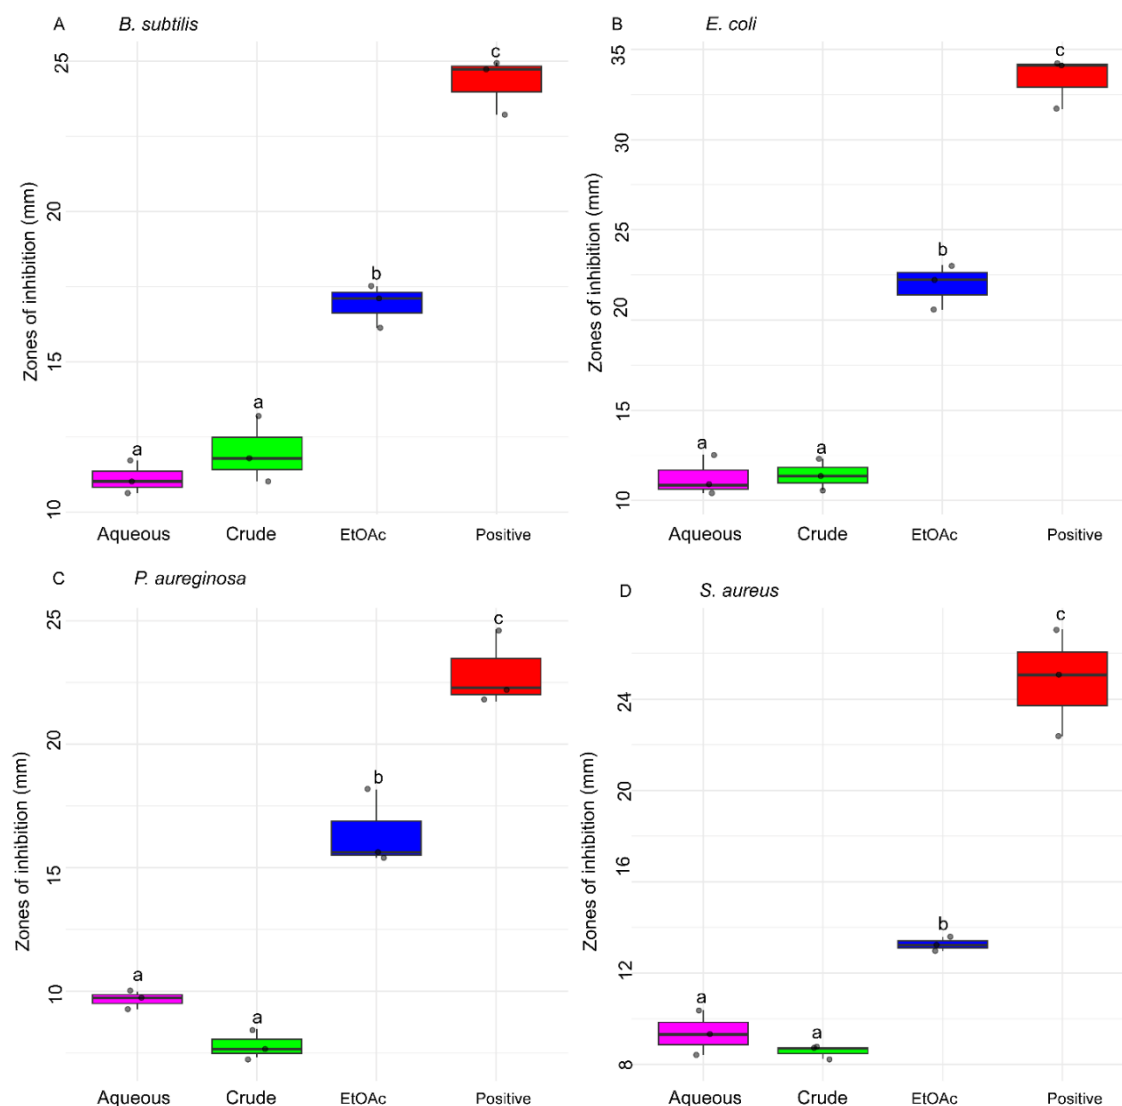 A B. subtilis
Zones of inhibition (mm)
25
20
15
10
a
a
b
c
Aqueous Crude EtOAc Positive
B E. coli
Zones of inhibition (mm)
35
30
25
20
15
10
a
a
b
c
Aqueous Crude EtOAc Positive
C P. aureginosa
Zones of inhibition (mm)
25
20
15
10
a
a
b
c
Aqueous Crude EtOAc Positive
D S. aureus
Zones of inhibition (mm)
24
20
16
12
8
a
a
b
c
Aqueous Crude EtOAc Positive